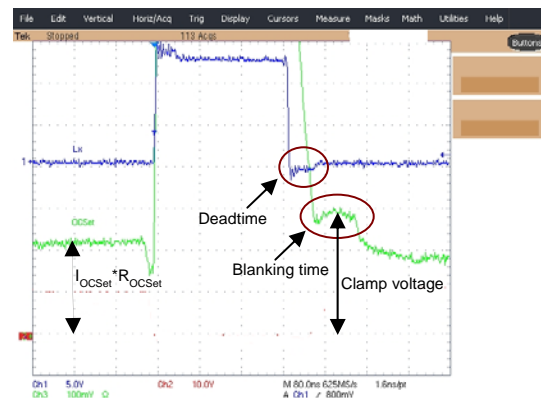 File Edit Vertical Horiz/Acq Trig Display Cursors Measure Masks Math Utilities Help
Tek Stopped 113 Acqs
Buttons
Lx
1
Deadtime
OCSet
Blanking time
IOCSet*ROCSet
Clamp voltage
Ch1 5.0V Ch2 10.0V M 80.0ns 625MS/s 1.6ns/pt
Ch3 100mV Ω A Ch1 / 800mV